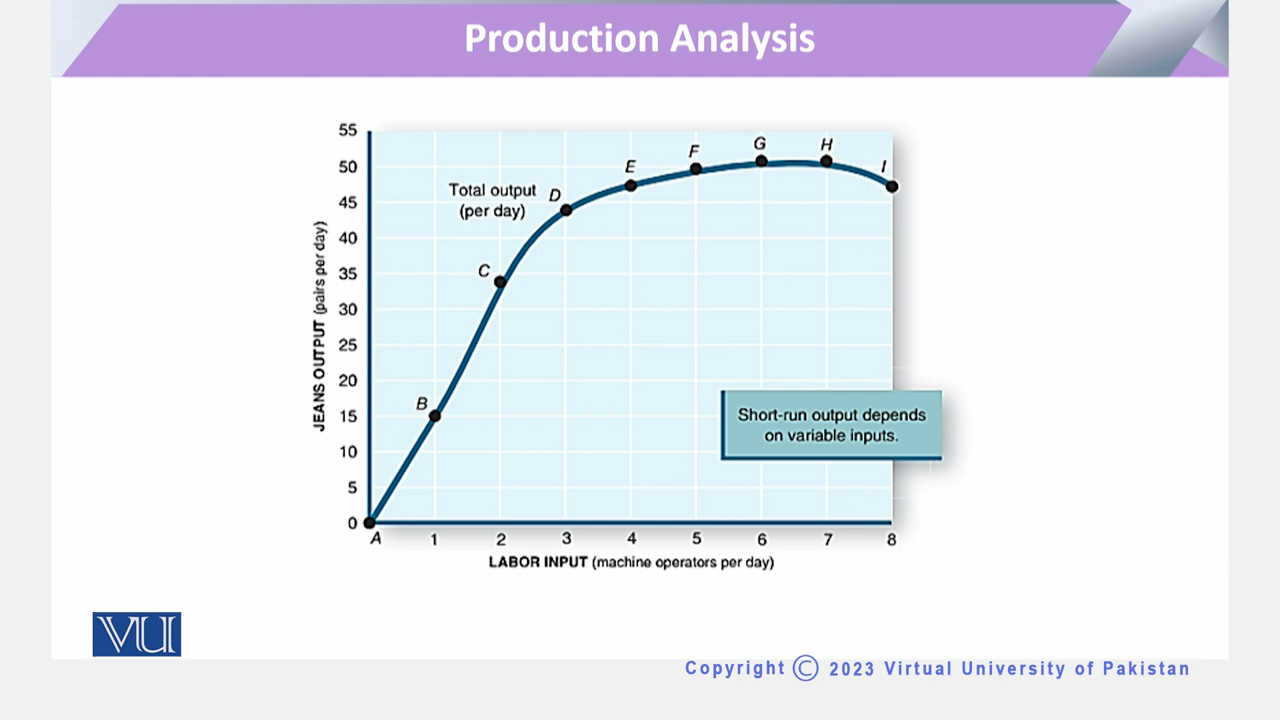 Production Analysis
55
50
45
40
35
30
25
20
15
10
5
0
JEANS OUTPUT (pairs per day)
Total output
(per day)
A
B
C
D
E
F
G
H
I
Short-run output depends
on variable inputs.
1 2 3 4 5 6 7 8
LABOR INPUT (machine operators per day)
VU
Copyright © 2023 Virtual University of Pakistan